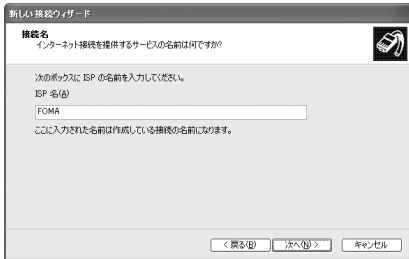 新しい接続ウィザード
接続名
インターネット接続を提供するサービスの名前は何ですか?
次のボックスに ISP の名前を入力してください。
ISP 名(A)
FOMA
ここに入力された名前は作成している接続の名前になります。
< 戻る(B)
次へ(N) >
キャンセル